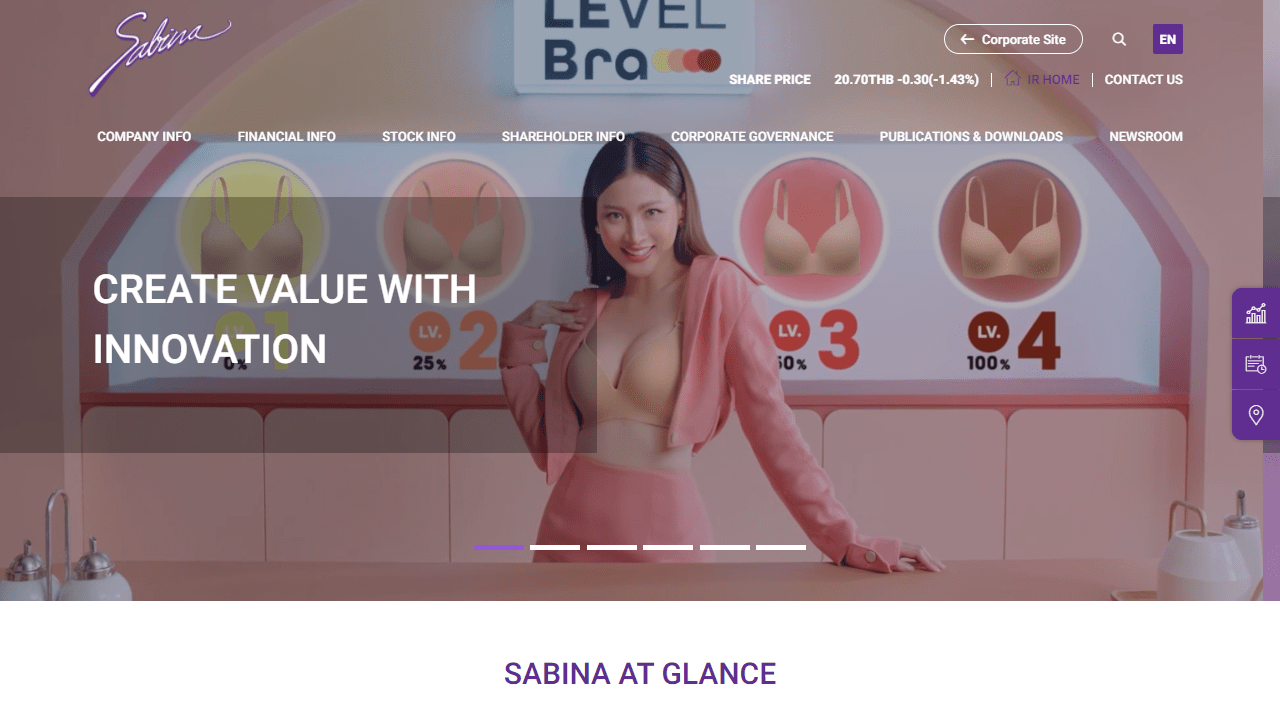 Sabina
LEVEL
Bra
Corporate Site
EN
SHARE PRICE 20.70THB -0.30(-1.43%) IR HOME CONTACT US
COMPANY INFO FINANCIAL INFO STOCK INFO SHAREHOLDER INFO CORPORATE GOVERNANCE PUBLICATIONS & DOWNLOADS NEWSROOM
CREATE VALUE WITH
INNOVATION
LV. 1
0%
LV. 2
25%
LV. 3
50%
LV. 4
100%
SABINA AT GLANCE